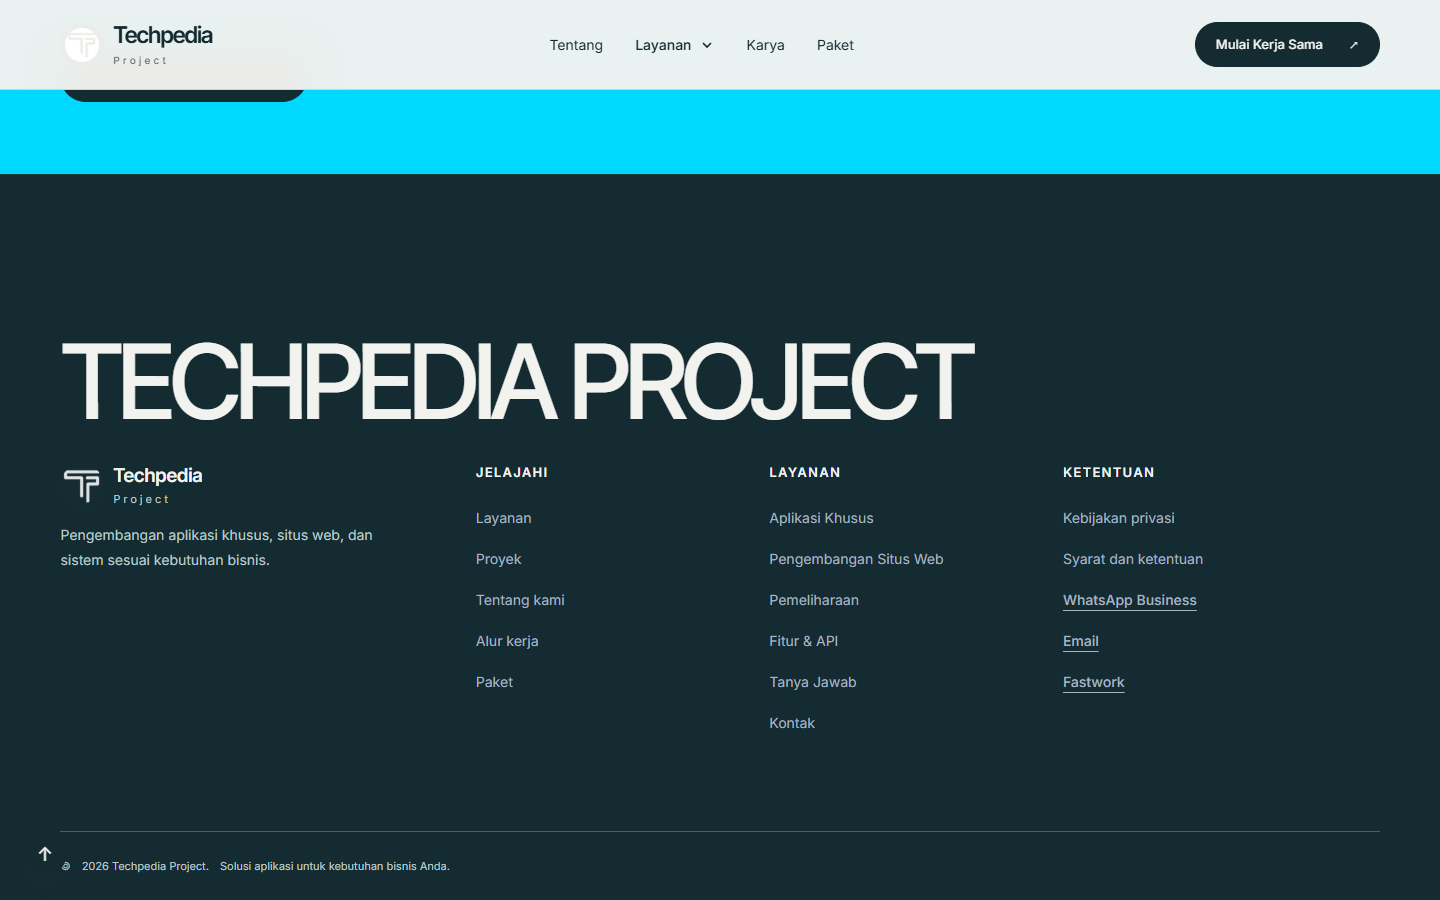 Techpedia
Project
Tentang
Layanan
Karya
Paket
Mulai Kerja Sama ↗
TECHPEDIA PROJECT
Techpedia
Project
Pengembangan aplikasi khusus, situs web, dan
sistem sesuai kebutuhan bisnis.
JELAJAHI
Layanan
Proyek
Tentang kami
Alur kerja
Paket
LAYANAN
Aplikasi Khusus
Pengembangan Situs Web
Pemeliharaan
Fitur & API
Tanya Jawab
Kontak
KETENTUAN
Kebijakan privasi
Syarat dan ketentuan
WhatsApp Business
Email
Fastwork
2026 Techpedia Project. Solusi aplikasi untuk kebutuhan bisnis Anda.